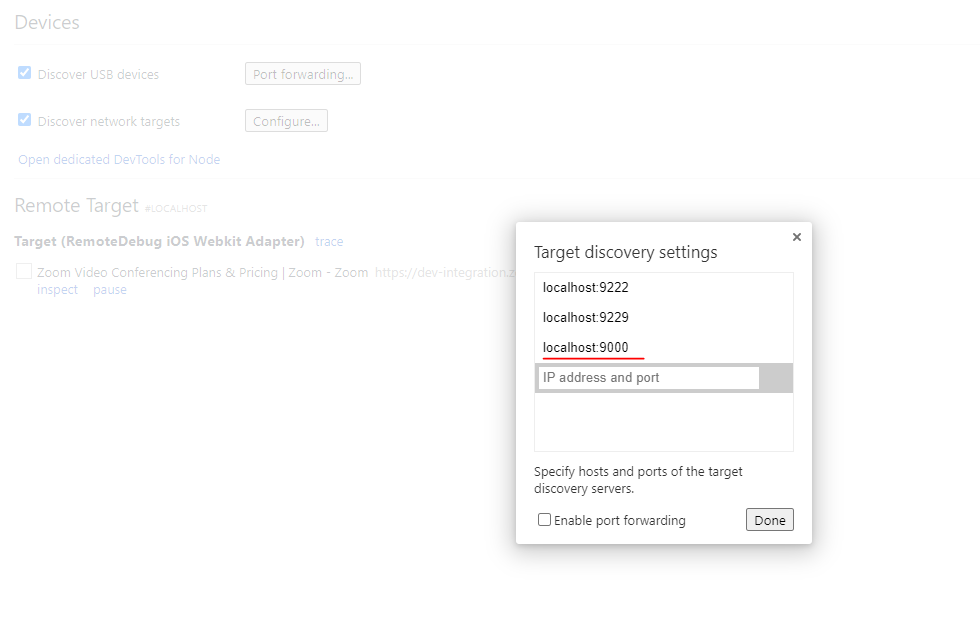 Devices
Discover USB devices
Port forwarding...
Discover network targets
Configure...
Open dedicated DevTools for Node
Remote Target #LOCALHOST
Target (RemoteDebug iOS Webkit Adapter) trace
Zoom Video Conferencing Plans & Pricing | Zoom - Zoom https://dev-integration.z
inspect pause
×
Target discovery settings
localhost:9222
localhost:9229
localhost:9000
IP address and port
Specify hosts and ports of the target
discovery servers.
Enable port forwarding
Done